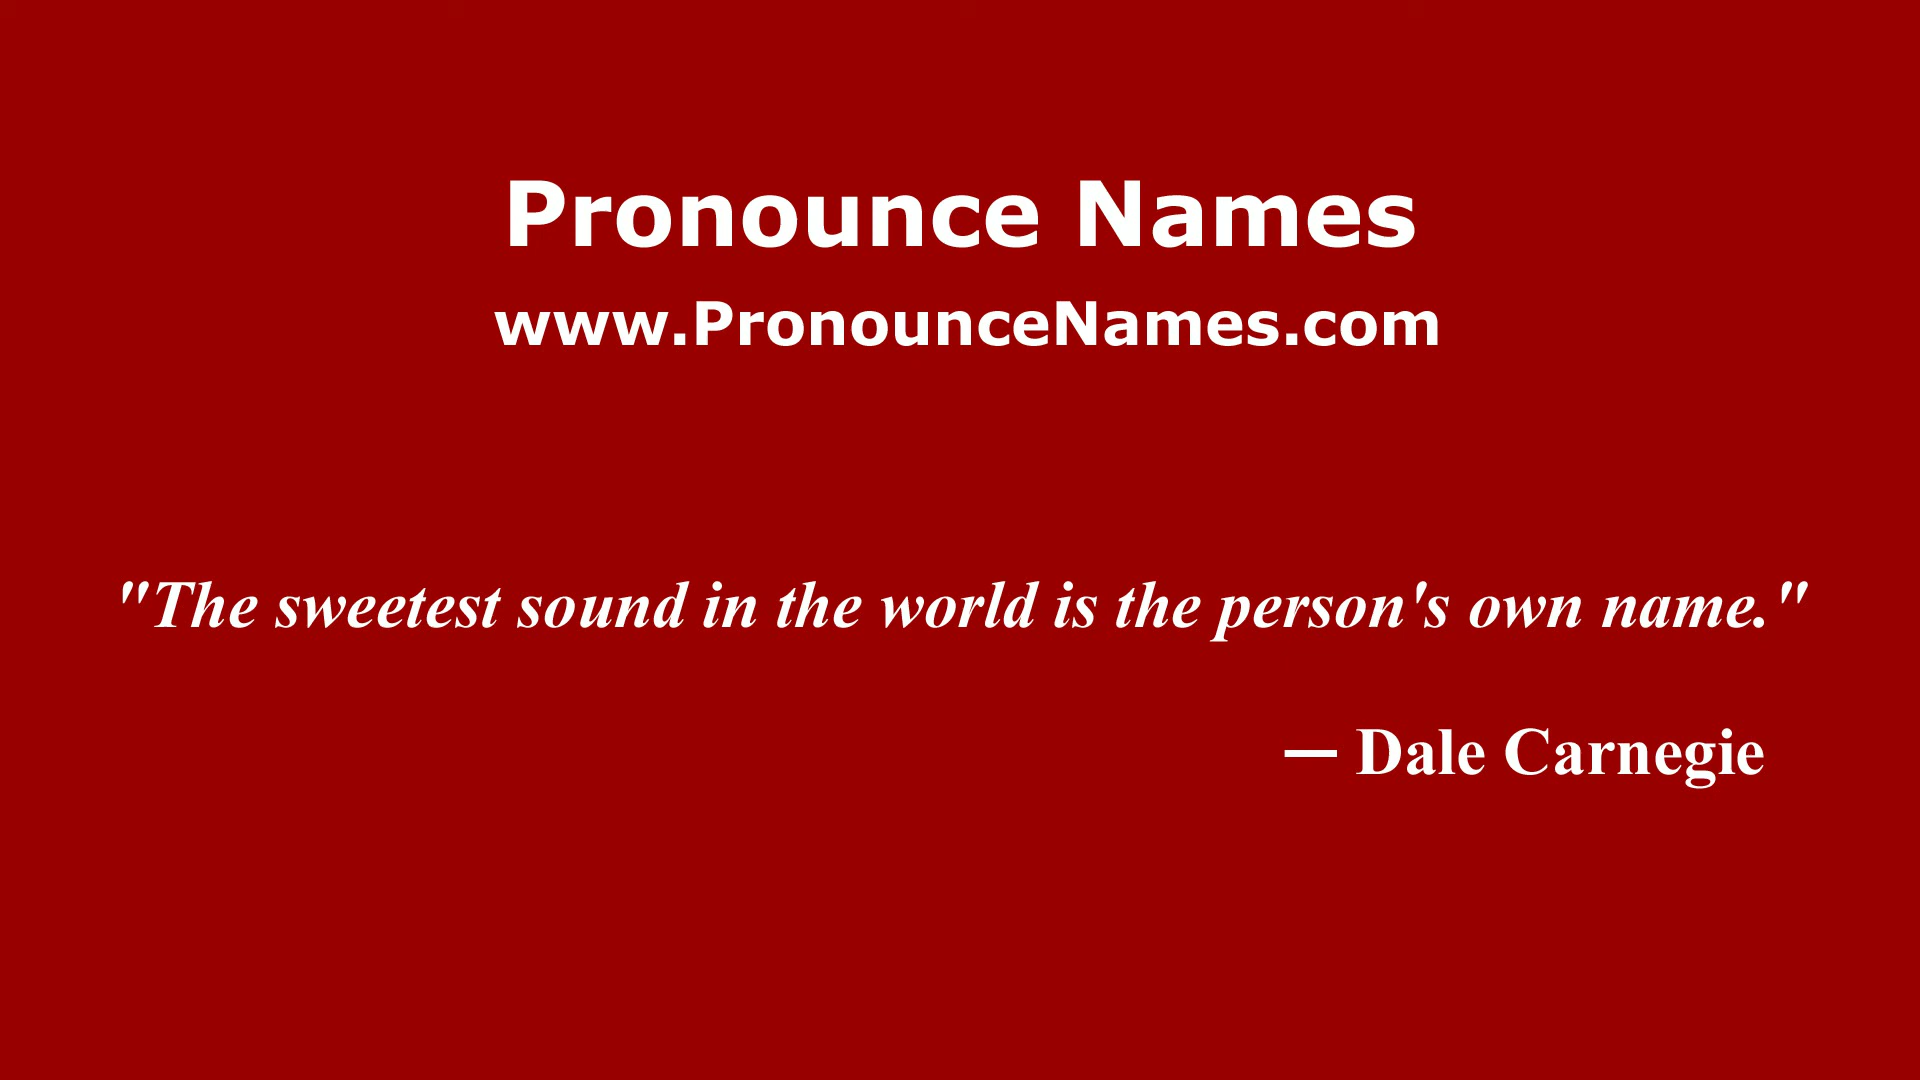 Pronounce Names
www.PronounceNames.com
"The sweetest sound in the world is the person's own name."
— Dale Carnegie